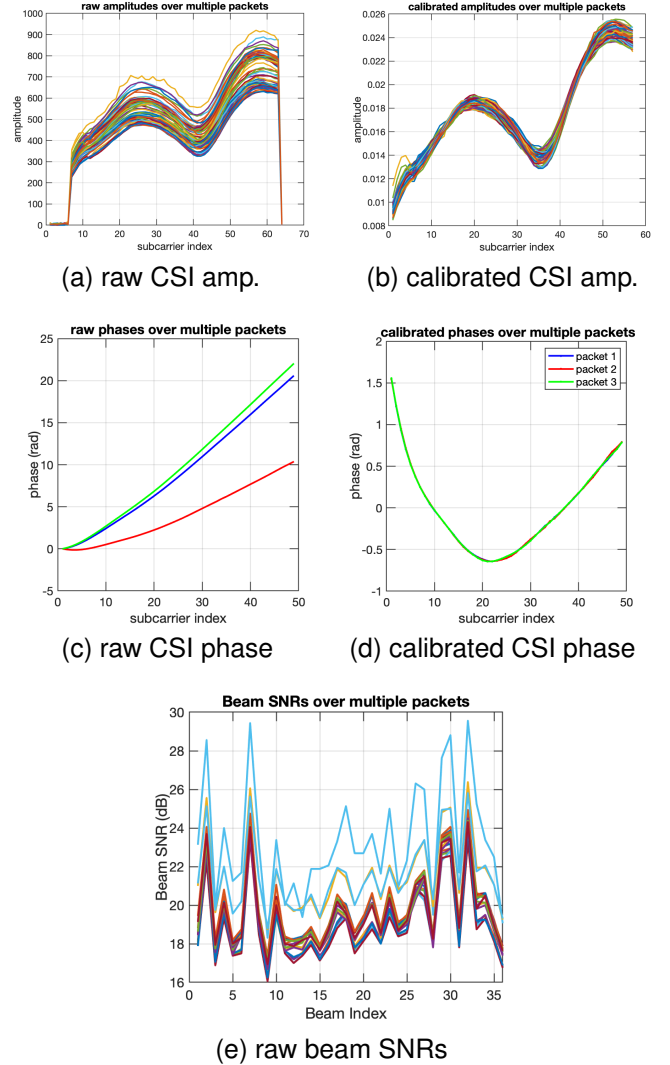 raw amplitudes over multiple packets
1000
900
800
700
600
500
400
300
200
100
0
amplitude
0 10 20 30 40 50 60 70
subcarrier index
(a) raw CSI amp.
calibrated amplitudes over multiple packets
0.026
0.024
0.022
0.02
0.018
0.016
0.014
0.012
0.01
0.008
amplitude
0 10 20 30 40 50 60
subcarrier index
(b) calibrated CSI amp.
raw phases over multiple packets
25
20
15
10
5
0
-5
phase (rad)
0 10 20 30 40 50
subcarrier index
(c) raw CSI phase
calibrated phases over multiple packets
2
1.5
1
0.5
0
-0.5
-1
phase (rad)
packet 1
packet 2
packet 3
0 10 20 30 40 50
subcarrier index
(d) calibrated CSI phase
Beam SNRs over multiple packets
30
28
26
24
22
20
18
16
Beam SNR (dB)
0 5 10 15 20 25 30 35
Beam Index
(e) raw beam SNRs